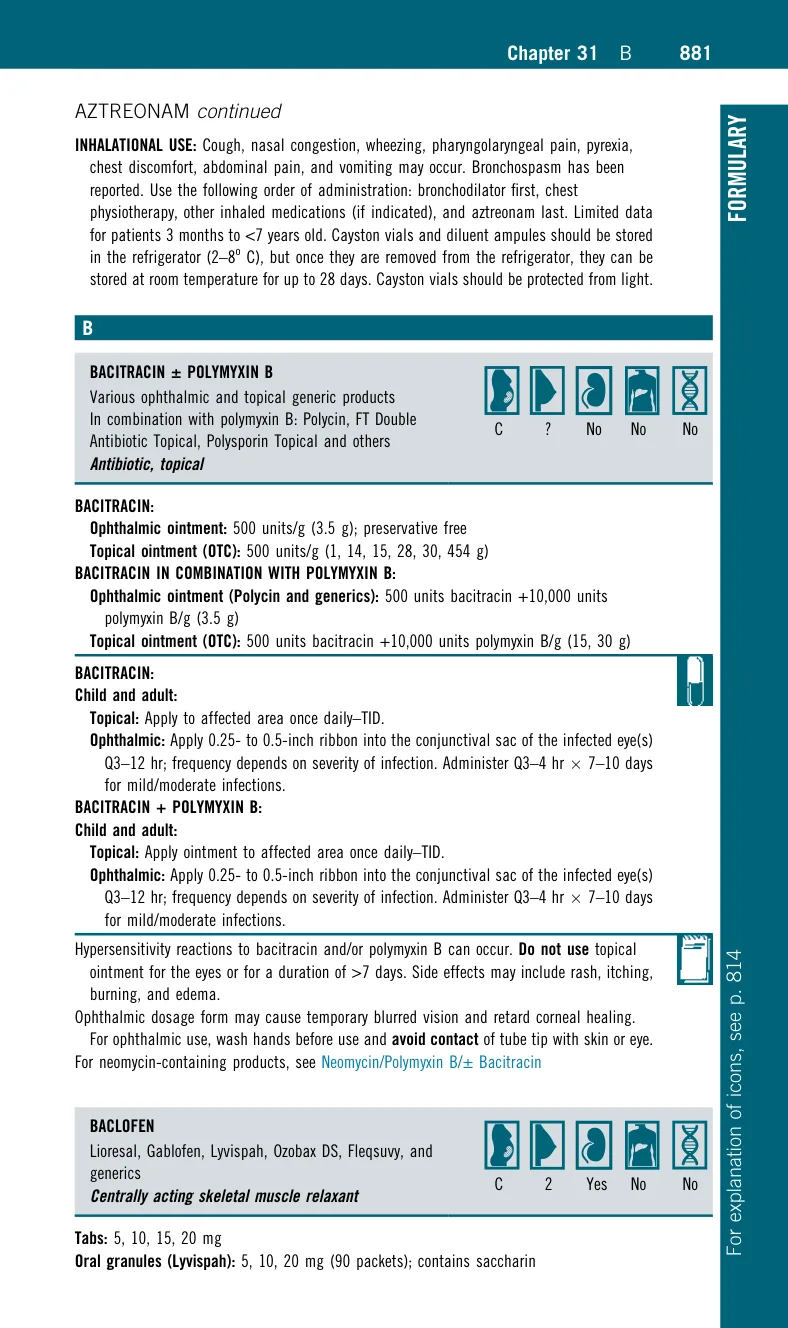 Chapter 31 B 881
AZTREONAM continued
INHALATIONAL USE: Cough, nasal congestion, wheezing, pharyngolaryngeal pain, pyrexia,
chest discomfort, abdominal pain, and vomiting may occur. Bronchospasm has been
reported. Use the following order of administration: bronchodilator first, chest
physiotherapy, other inhaled medications (if indicated), and aztreonam last. Limited data
for patients 3 months to <7 years old. Cayston vials and diluent ampules should be stored
in the refrigerator (2–8° C), but once they are removed from the refrigerator, they can be
stored at room temperature for up to 28 days. Cayston vials should be protected from light.
B
BACITRACIN ± POLYMYXIN B
Various ophthalmic and topical generic products
In combination with polymyxin B: Polycin, FT Double
Antibiotic Topical, Polysporin Topical and others
Antibiotic, topical
C ? No No No
BACITRACIN:
Ophthalmic ointment: 500 units/g (3.5 g); preservative free
Topical ointment (OTC): 500 units/g (1, 14, 15, 28, 30, 454 g)
BACITRACIN IN COMBINATION WITH POLYMYXIN B:
Ophthalmic ointment (Polycin and generics): 500 units bacitracin +10,000 units
polymyxin B/g (3.5 g)
Topical ointment (OTC): 500 units bacitracin +10,000 units polymyxin B/g (15, 30 g)
BACITRACIN:
Child and adult:
Topical: Apply to affected area once daily–TID.
Ophthalmic: Apply 0.25- to 0.5-inch ribbon into the conjunctival sac of the infected eye(s)
Q3–12 hr; frequency depends on severity of infection. Administer Q3–4 hr × 7–10 days
for mild/moderate infections.
BACITRACIN + POLYMYXIN B:
Child and adult:
Topical: Apply ointment to affected area once daily–TID.
Ophthalmic: Apply 0.25- to 0.5-inch ribbon into the conjunctival sac of the infected eye(s)
Q3–12 hr; frequency depends on severity of infection. Administer Q3–4 hr × 7–10 days
for mild/moderate infections.
Hypersensitivity reactions to bacitracin and/or polymyxin B can occur. Do not use topical
ointment for the eyes or for a duration of >7 days. Side effects may include rash, itching,
burning, and edema.
Ophthalmic dosage form may cause temporary blurred vision and retard corneal healing.
For ophthalmic use, wash hands before use and avoid contact of tube tip with skin or eye.
For neomycin-containing products, see Neomycin/Polymyxin B/± Bacitracin
BACLOFEN
Lioresal, Gablofen, Lyvispah, Ozobax DS, Fleqsuvy, and
generics
Centrally acting skeletal muscle relaxant
C 2 Yes No No
Tabs: 5, 10, 15, 20 mg
Oral granules (Lyvispah): 5, 10, 20 mg (90 packets); contains saccharin
FORMULARY
For explanation of icons, see p. 814